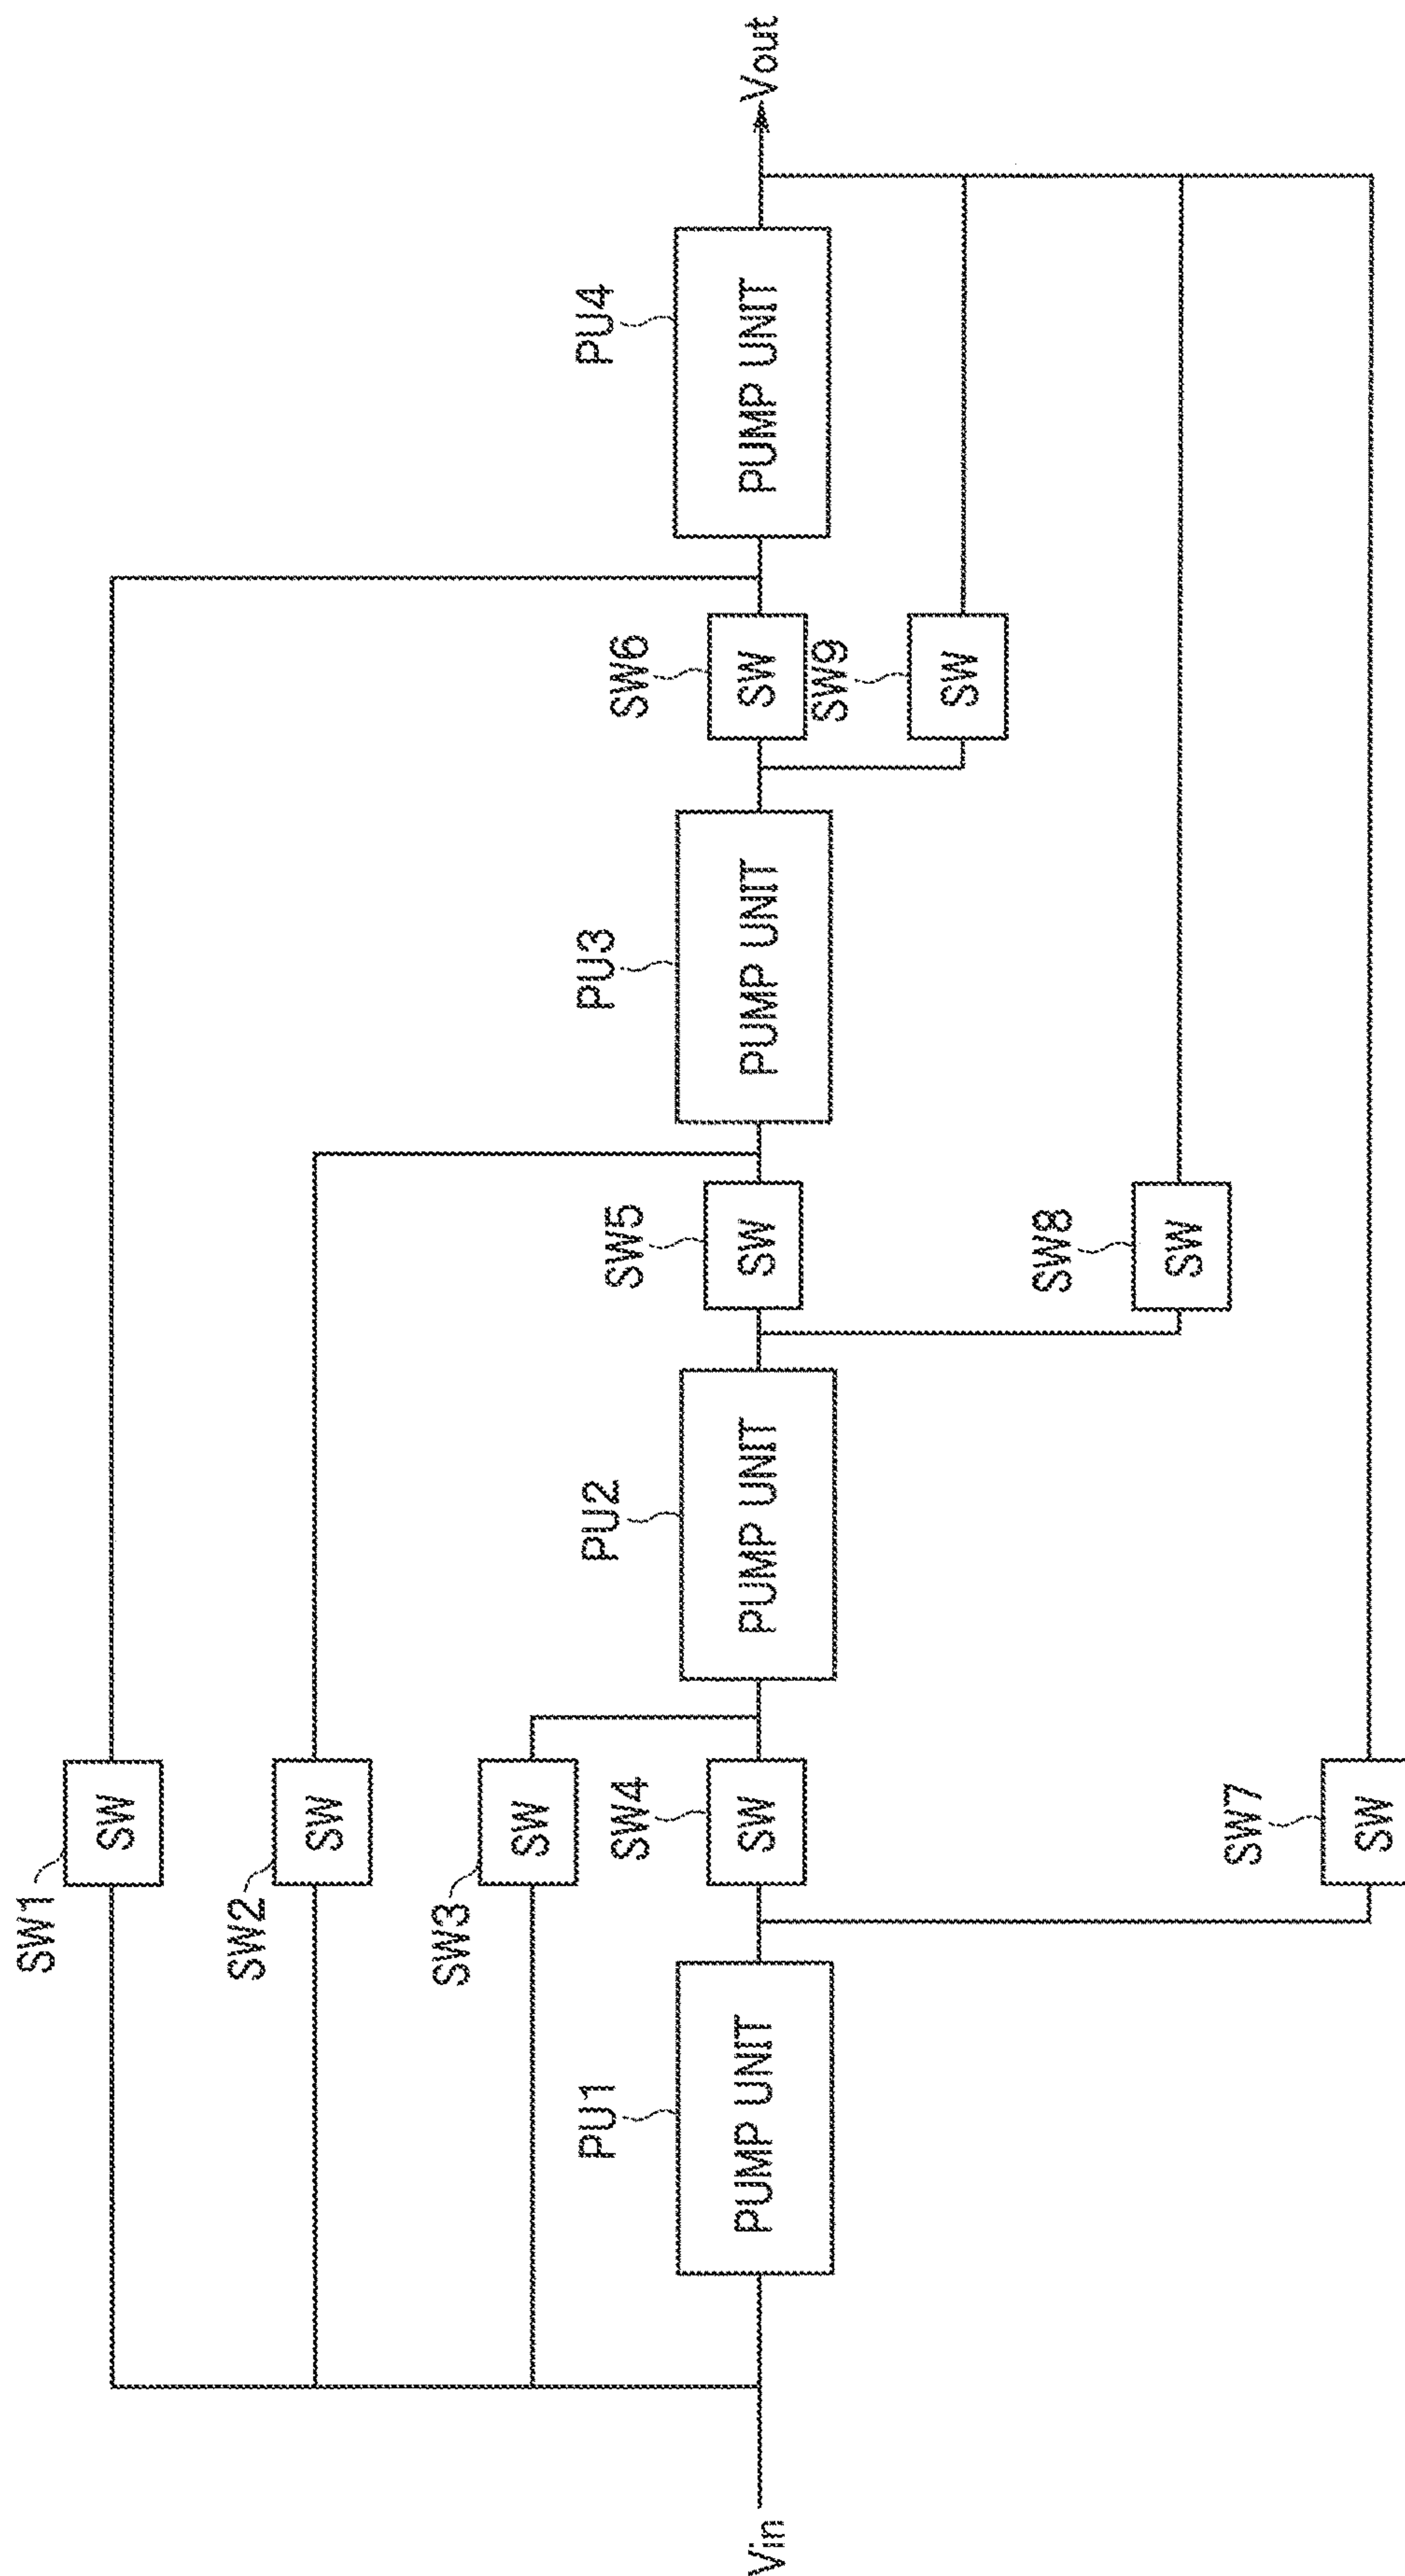 SW1
SW
SW2
SW
SW3
SW
PU1
SW4
PU2
SW5
PU3
SW6
PU4
Vin
PUMP UNIT
SW
PUMP UNIT
SW
PUMP UNIT
SW
PUMP UNIT
Vout
SW9
SW
SW8
SW
SW7
SW